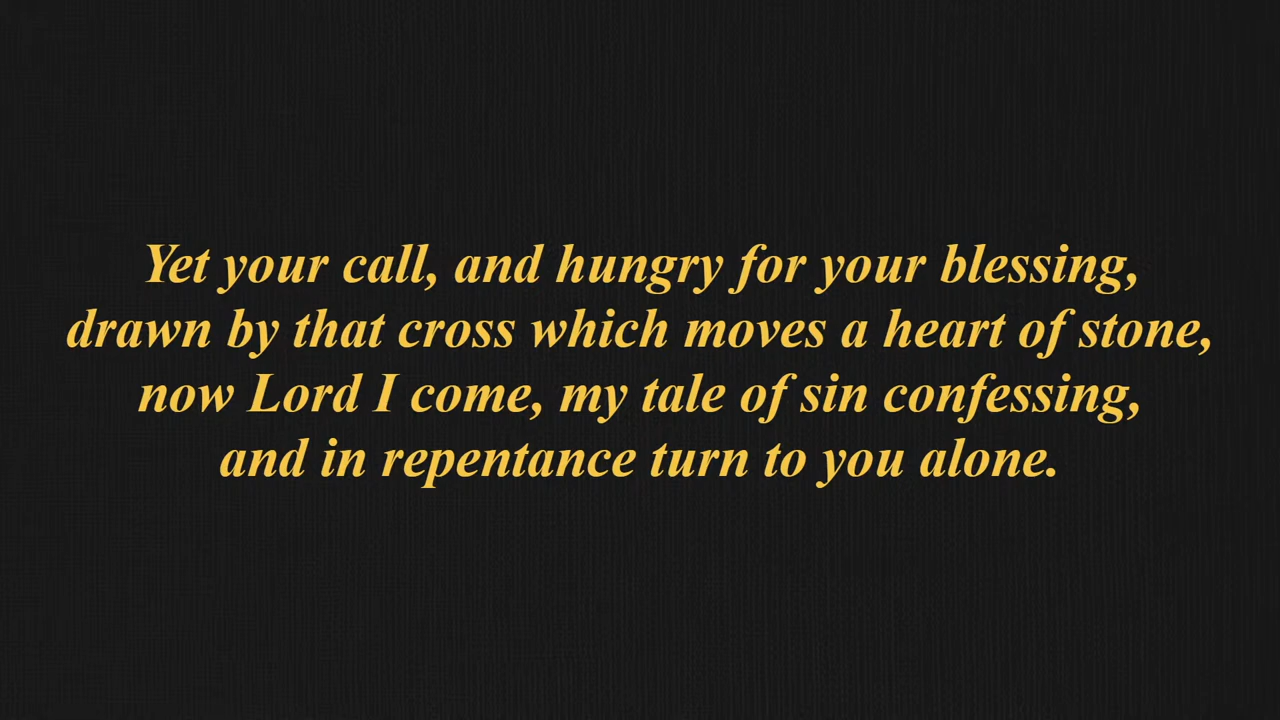 Yet your call, and hungry for your blessing,
drawn by that cross which moves a heart of stone,
now Lord I come, my tale of sin confessing,
and in repentance turn to you alone.